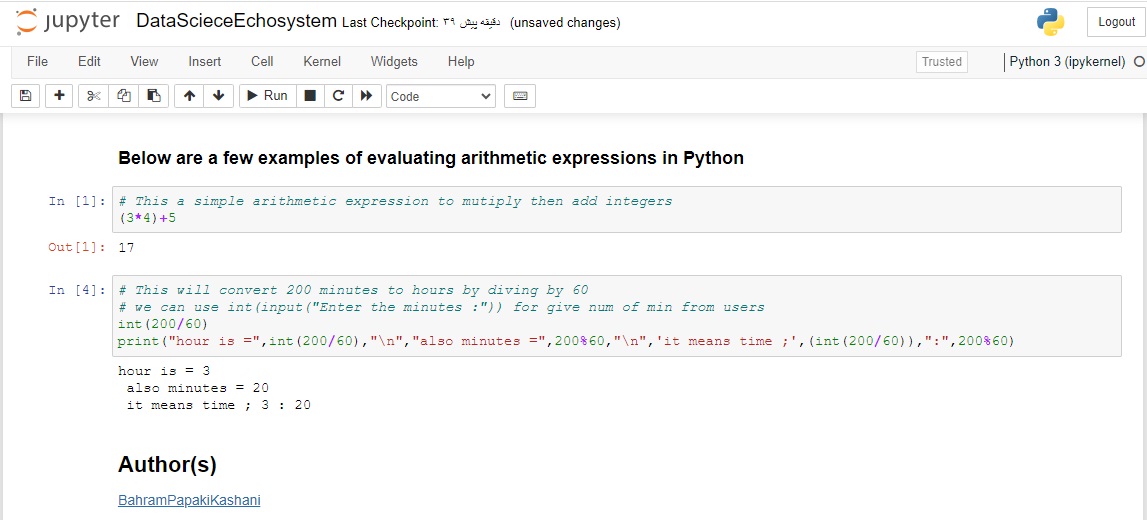 jupyter DataScieceEchosystem Last Checkpoint: ۳۹ دقیقه پیش (unsaved changes) Logout
File Edit View Insert Cell Kernel Widgets Help Trusted Python 3 (ipykernel)
Run Code
Below are a few examples of evaluating arithmetic expressions in Python
In [1]: # This a simple arithmetic expression to mutiply then add integers
(3*4)+5
Out[1]: 17
In [4]: # This will convert 200 minutes to hours by diving by 60
# we can use int(input("Enter the minutes :")) for give num of min from users
int(200/60)
print("hour is =",int(200/60),"\n","also minutes =",200%60,"\n",'it means time ;',(int(200/60)),":",200%60)
hour is = 3
also minutes = 20
it means time ; 3 : 20
Author(s)
BahramPapakiKashani